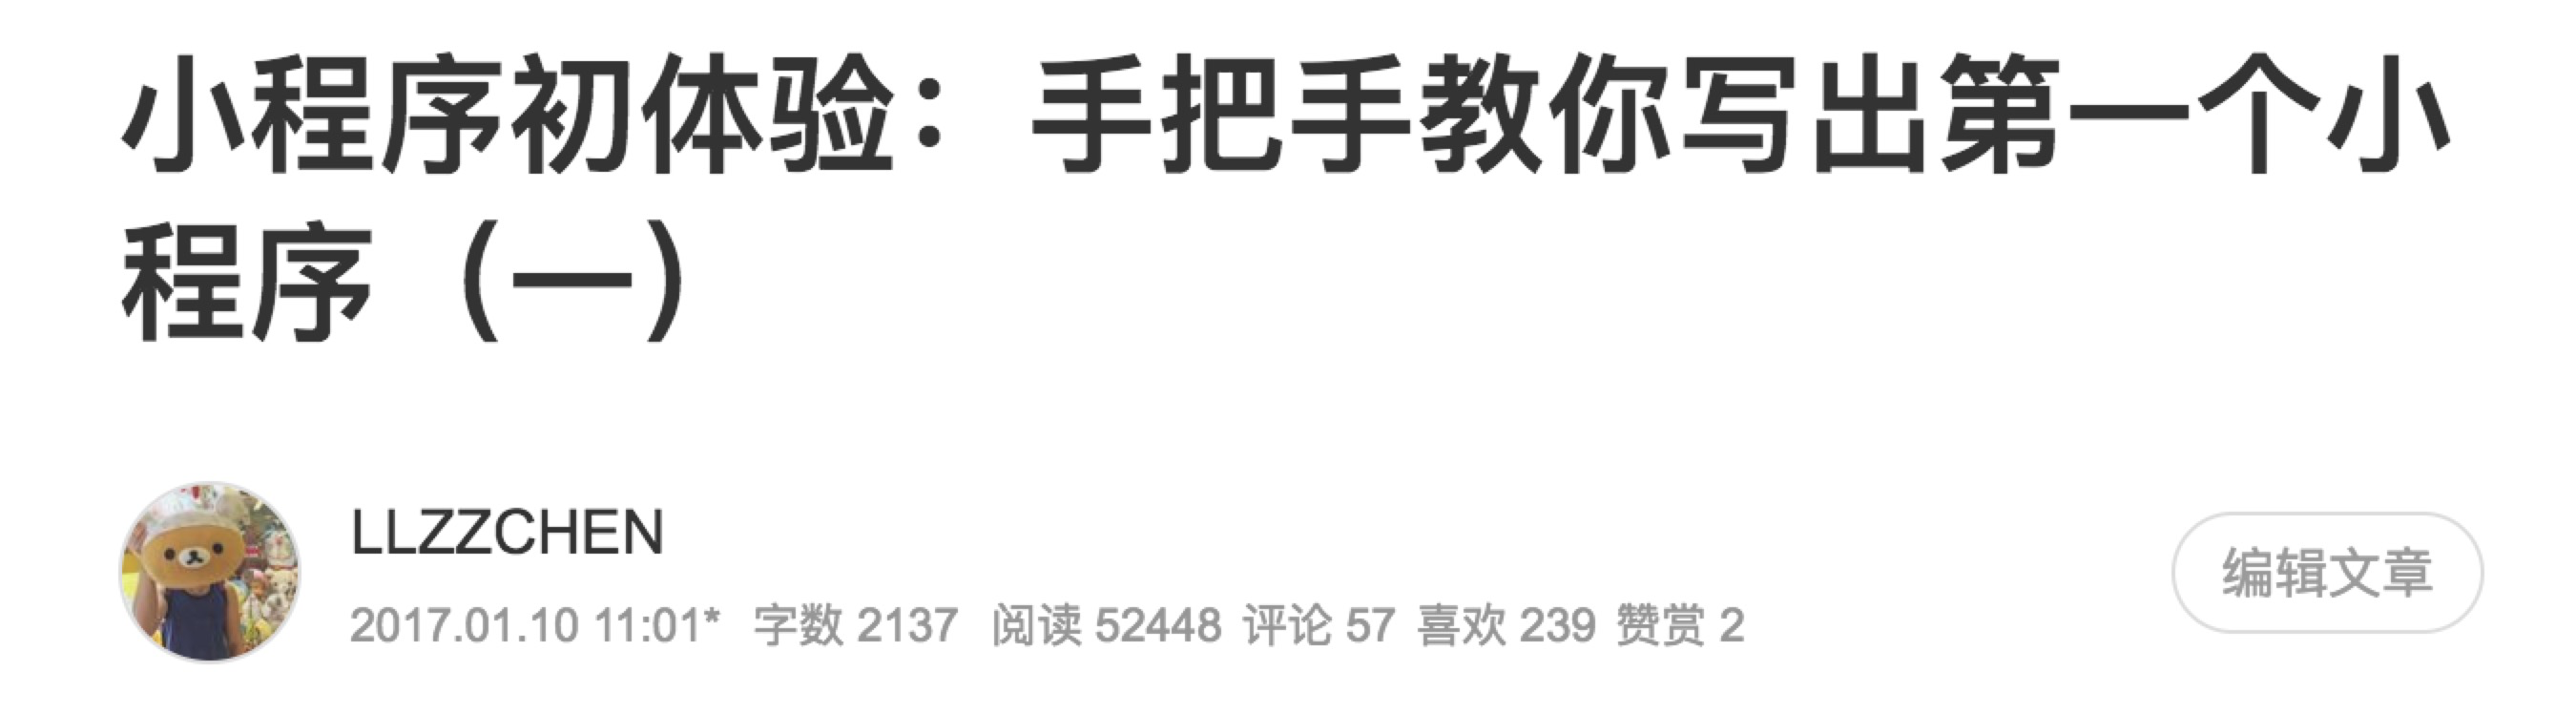 小程序初体验：手把手教你写出第一个小
程序（一）
LLZZCHEN
2017.01.10 11:01* 字数 2137 阅读 52448 评论 57 喜欢 239 赞赏 2
编辑文章